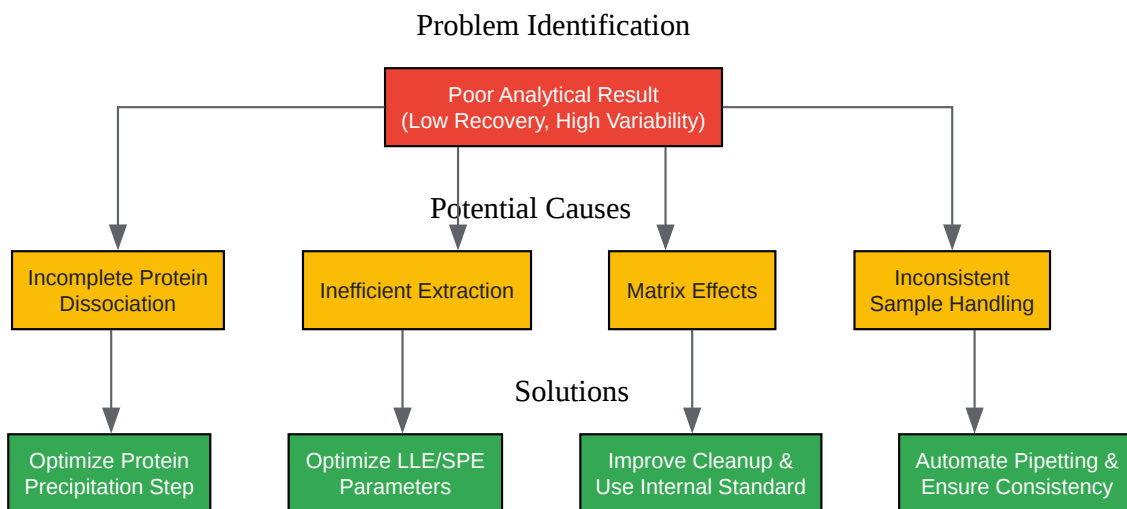 Problem Identification
Poor Analytical Result
(Low Recovery, High Variability)
Potential Causes
Incomplete Protein
Dissociation
Inefficient Extraction
Matrix Effects
Inconsistent
Sample Handling
Solutions
Optimize Protein
Precipitation Step
Optimize LLE/SPE
Parameters
Improve Cleanup &
Use Internal Standard
Automate Pipetting &
Ensure Consistency